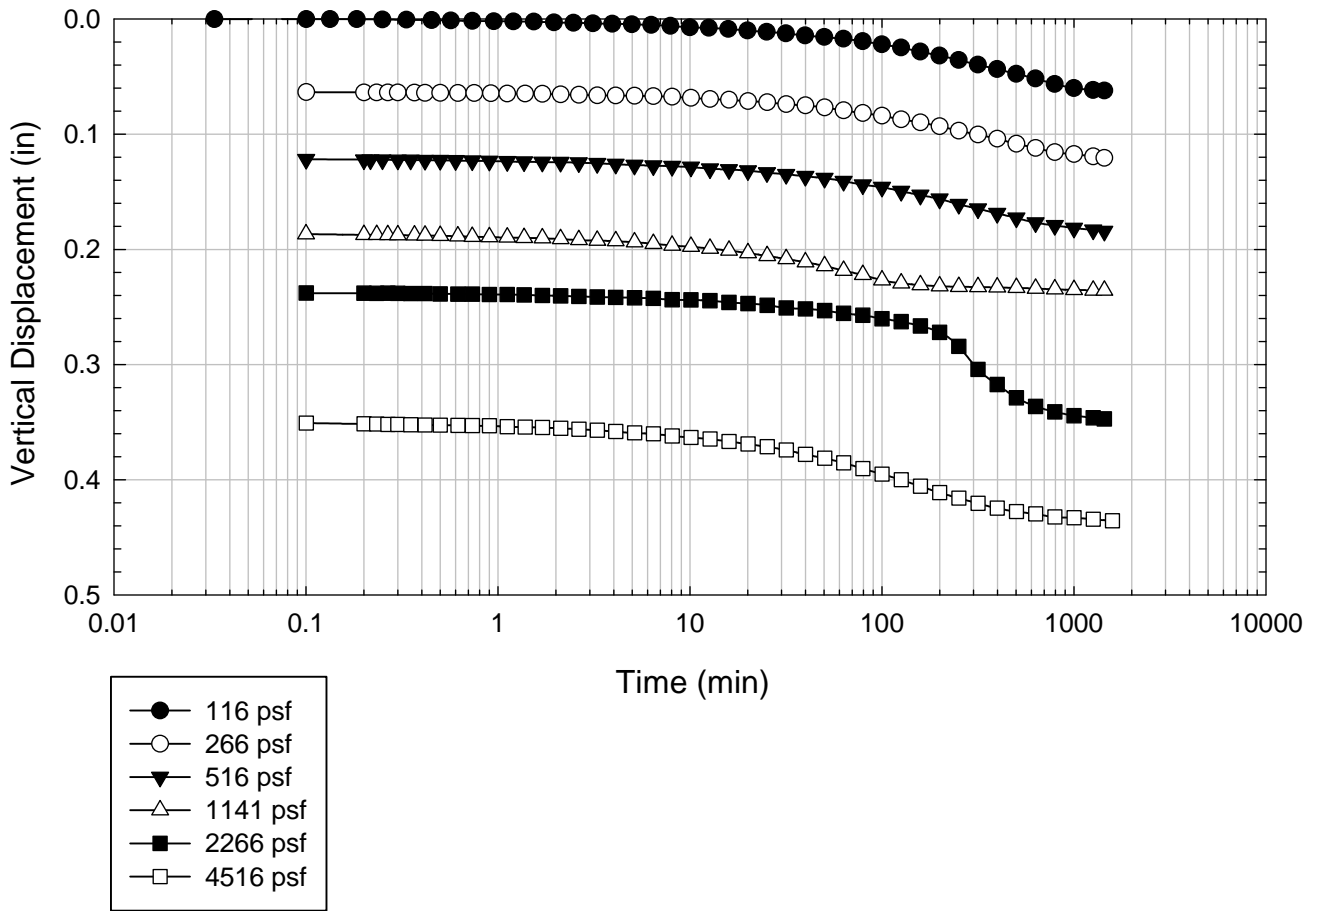 0.0
0.1
0.2
0.3
0.4
0.5
Vertical Displacement (in)
0.01 0.1 1 10 100 1000 10000
Time (min)
116 psf
266 psf
516 psf
1141 psf
2266 psf
4516 psf